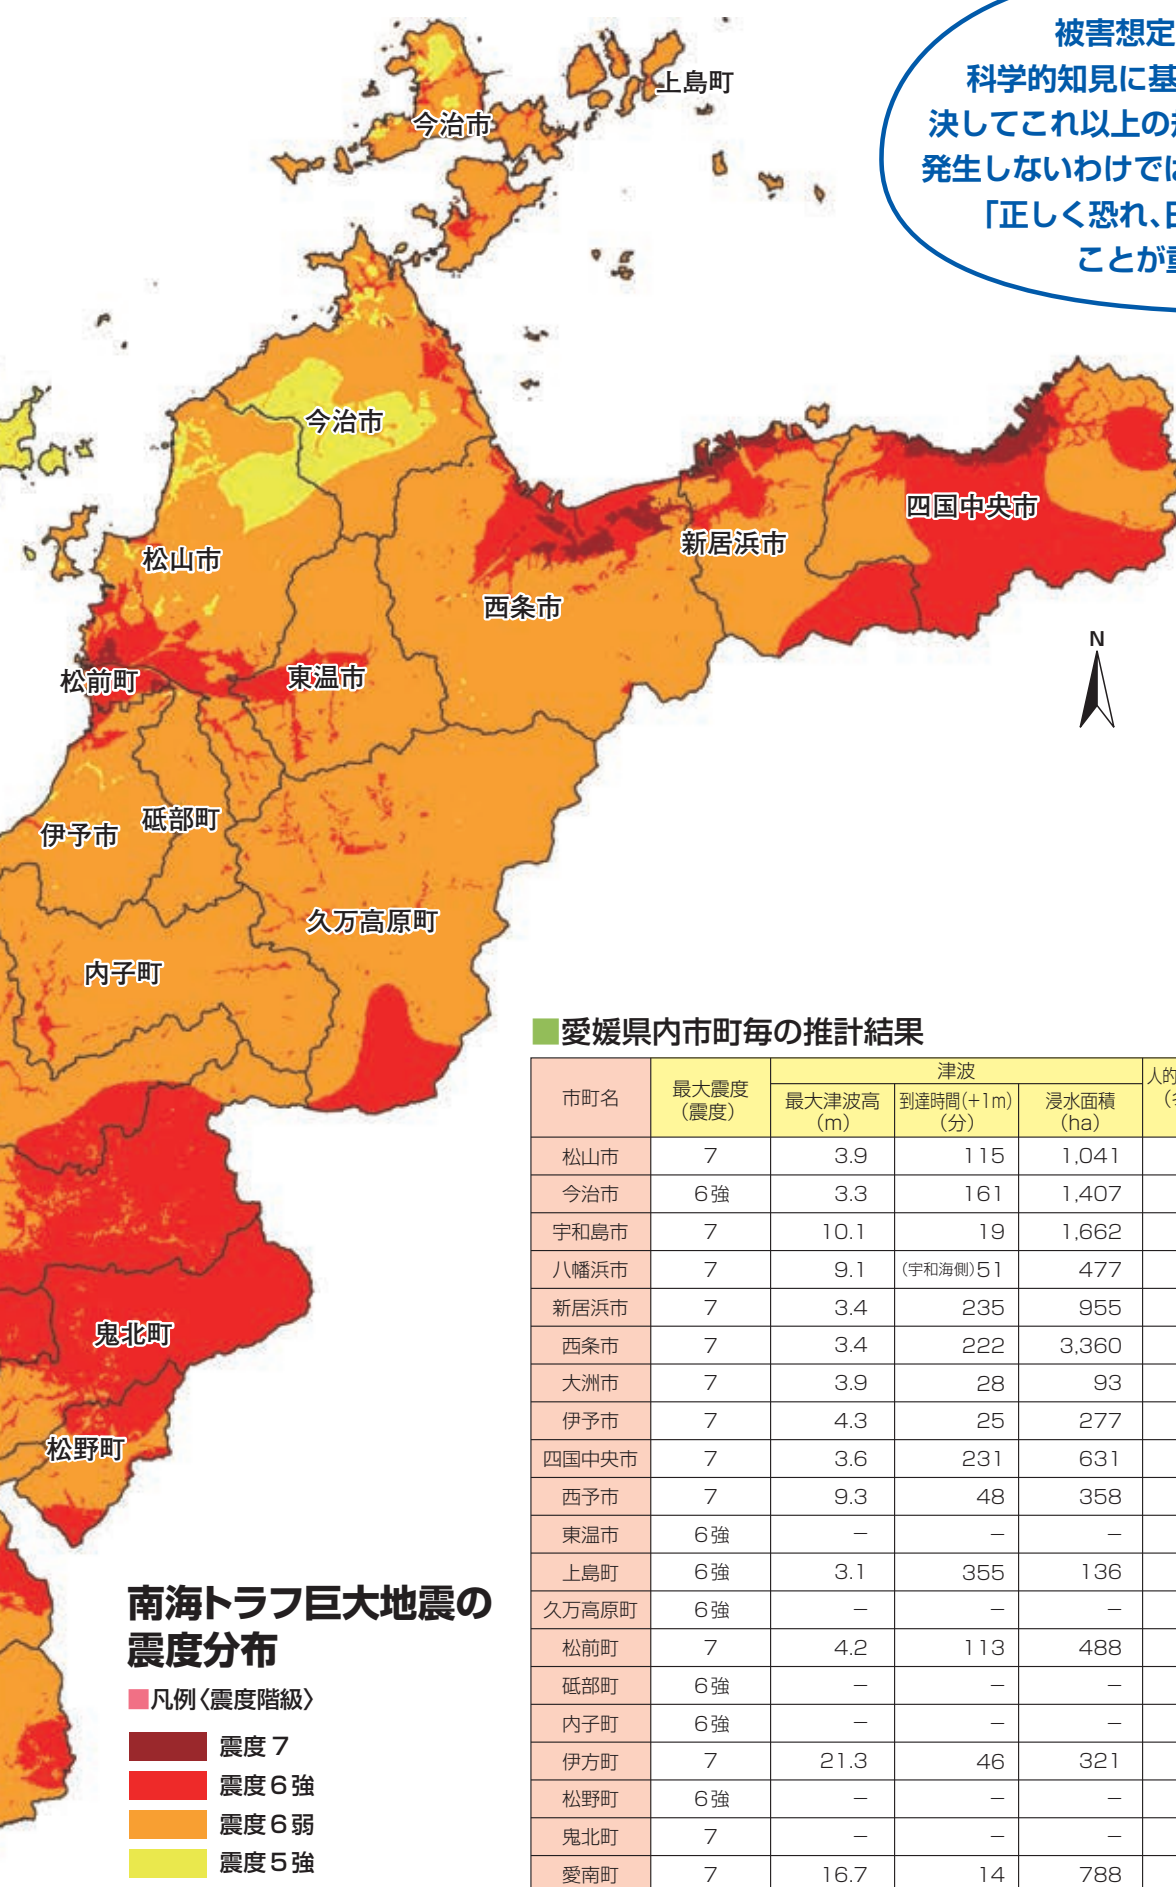 被害想定
科学的知見に基
決してこれ以上の
発生しないわけでは
「正しく恐れ、
ことが重
上島町
今治市
今治市
四国中央市
新居浜市
松山市
西条市
東温市
松前町
N
砥部町
伊予市
久万高原町
内子町
鬼北町
松野町
南海トラフ巨大地震の
震度分布
■凡例〈震度階級〉
震度7
震度6強
震度6弱
震度5強
■愛媛県内市町毎の推計結果
市町名 最大震度(震度) 津波 人的
最大津波高(m) 到達時間(+1m)(分) 浸水面積(ha)
松山市 7 3.9 115 1,041
今治市 6強 3.3 161 1,407
宇和島市 7 10.1 19 1,662
八幡浜市 7 9.1 (宇和海側)51 477
新居浜市 7 3.4 235 955
西条市 7 3.4 222 3,360
大洲市 7 3.9 28 93
伊予市 7 4.3 25 277
四国中央市 7 3.6 231 631
西予市 7 9.3 48 358
東温市 6強 － － －
上島町 6強 3.1 355 136
久万高原町 6強 － － －
松前町 7 4.2 113 488
砥部町 6強 － － －
内子町 6強 － － －
伊方町 7 21.3 46 321
松野町 6強 － － －
鬼北町 7 － － －
愛南町 7 16.7 14 788